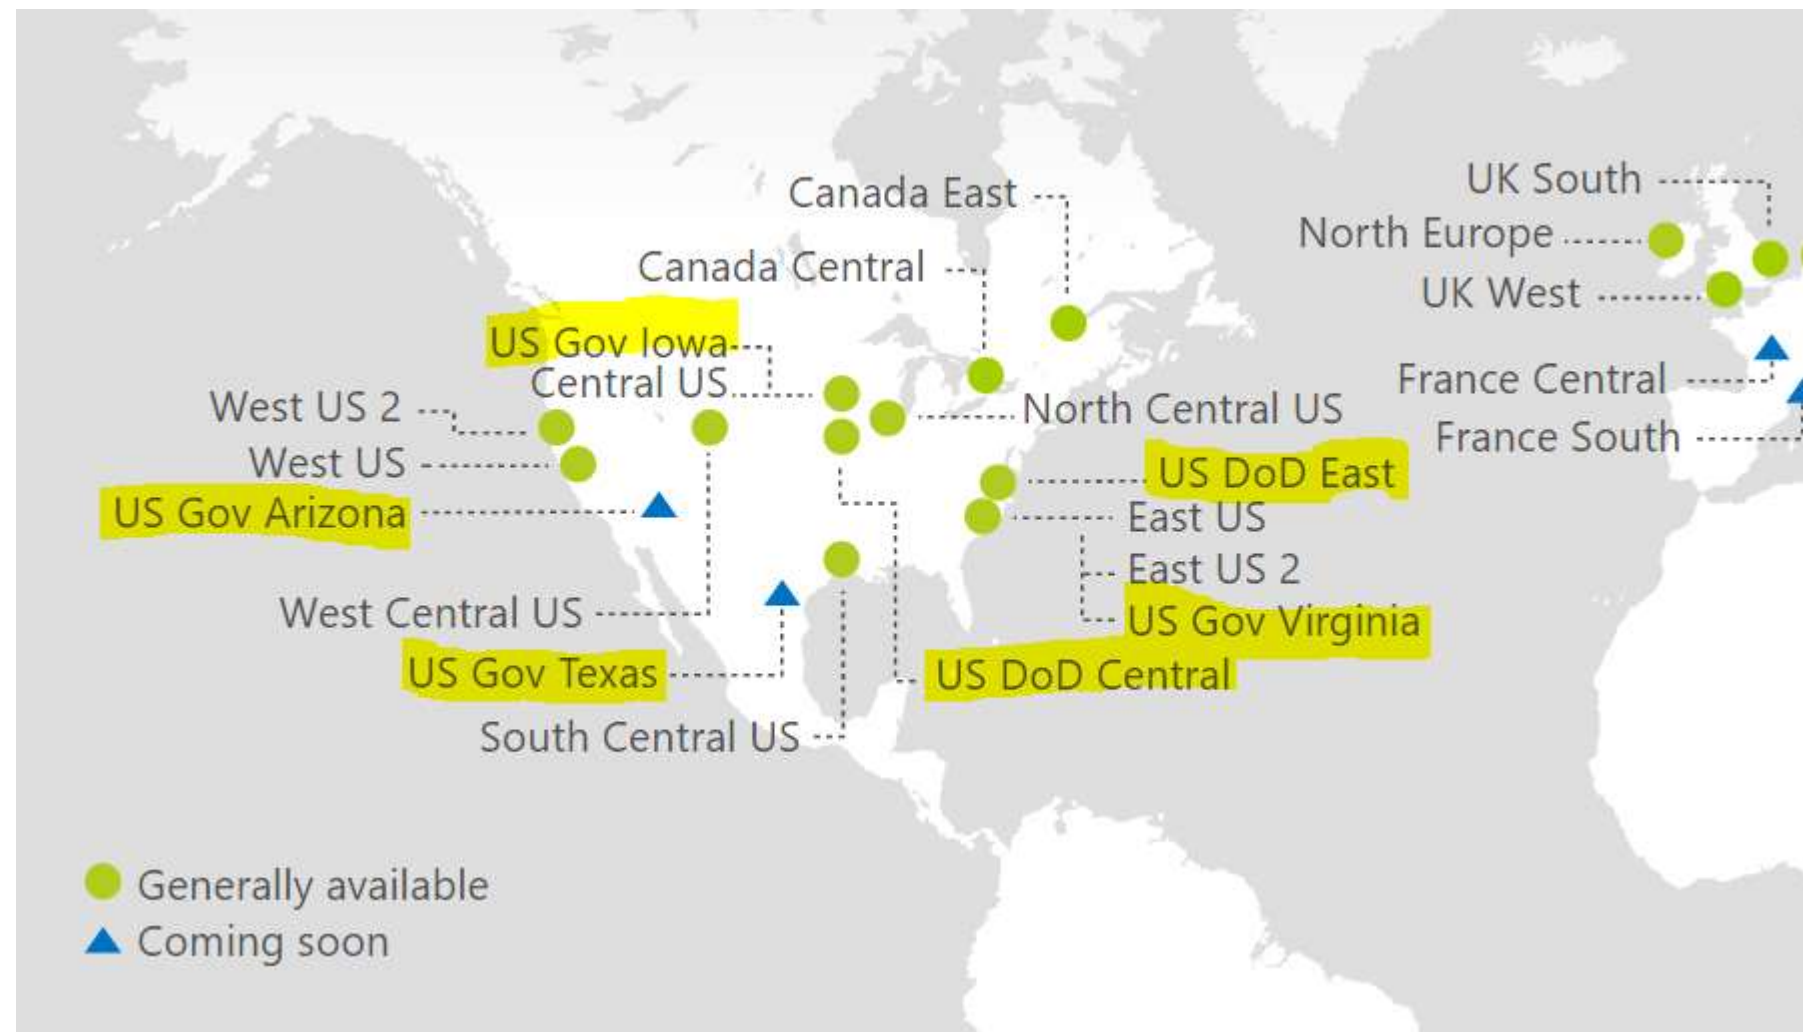 Canada East
UK South
North Europe
Canada Central
UK West
US Gov Iowa
Central US
France Central
West US 2
North Central US
France South
West US
US DoD East
US Gov Arizona
East US
East US 2
West Central US
US Gov Virginia
US Gov Texas
US DoD Central
South Central US
Generally available
Coming soon